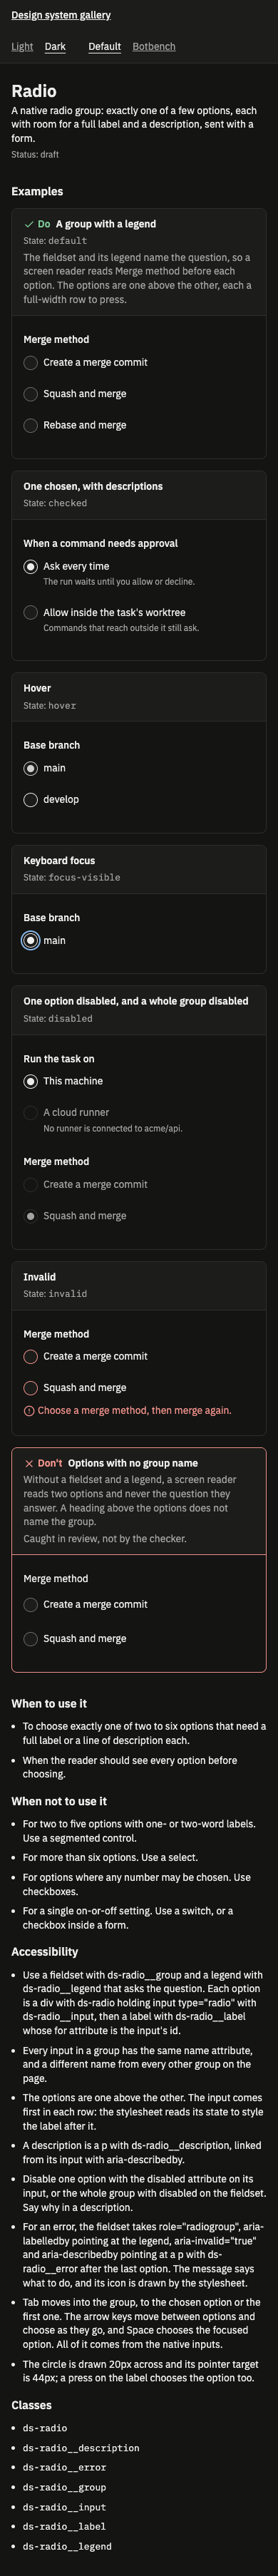 Design system gallery
Light Dark Default Botbench
Radio
A native radio group: exactly one of a few options, each
with room for a full label and a description, sent with a
form.
Status: draft
Examples
Do A group with a legend
State: default
The fieldset and its legend name the question, so a
screen reader reads Merge method before each
option. The options are one above the other, each a
full-width row to press.
Merge method
Create a merge commit
Squash and merge
Rebase and merge
One chosen, with descriptions
State: checked
When a command needs approval
Ask every time
The run waits until you allow or decline.
Allow inside the task's worktree
Commands that reach outside it still ask.
Hover
State: hover
Base branch
main
develop
Keyboard focus
State: focus-visible
Base branch
main
One option disabled, and a whole group disabled
State: disabled
Run the task on
This machine
A cloud runner
No runner is connected to acme/api.
Merge method
Create a merge commit
Squash and merge
Invalid
State: invalid
Merge method
Create a merge commit
Squash and merge
Choose a merge method, then merge again.
Don't Options with no group name
Without a fieldset and a legend, a screen reader
reads two options and never the question they
answer. A heading above the options does not
name the group.
Caught in review, not by the checker.
Merge method
Create a merge commit
Squash and merge
When to use it
• To choose exactly one of two to six options that need a
full label or a line of description each.
• When the reader should see every option before
choosing.
When not to use it
• For two to five options with one- or two-word labels.
Use a segmented control.
• For more than six options. Use a select.
• For options where any number may be chosen. Use
checkboxes.
• For a single on-or-off setting. Use a switch, or a
checkbox inside a form.
Accessibility
• Use a fieldset with ds-radio__group and a legend with
ds-radio__legend that asks the question. Each option
is a div with ds-radio holding input type="radio" with
ds-radio__input, then a label with ds-radio__label
whose for attribute is the input's id.
• Every input in a group has the same name attribute,
and a different name from every other group on the
page.
• The options are one above the other. The input comes
first in each row: the stylesheet reads its state to style
the label after it.
• A description is a p with ds-radio__description, linked
from its input with aria-describedby.
• Disable one option with the disabled attribute on its
input, or the whole group with disabled on the fieldset.
Say why in a description.
• For an error, the fieldset takes role="radiogroup", aria-
labelledby pointing at the legend, aria-invalid="true"
and aria-describedby pointing at a p with ds-
radio__error after the last option. The message says
what to do, and its icon is drawn by the stylesheet.
• Tab moves into the group, to the chosen option or the
first one. The arrow keys move between options and
choose as they go, and Space chooses the focused
option. All of it comes from the native inputs.
• The circle is drawn 20px across and its pointer target
is 44px; a press on the label chooses the option too.
Classes
• ds-radio
• ds-radio__description
• ds-radio__error
• ds-radio__group
• ds-radio__input
• ds-radio__label
• ds-radio__legend